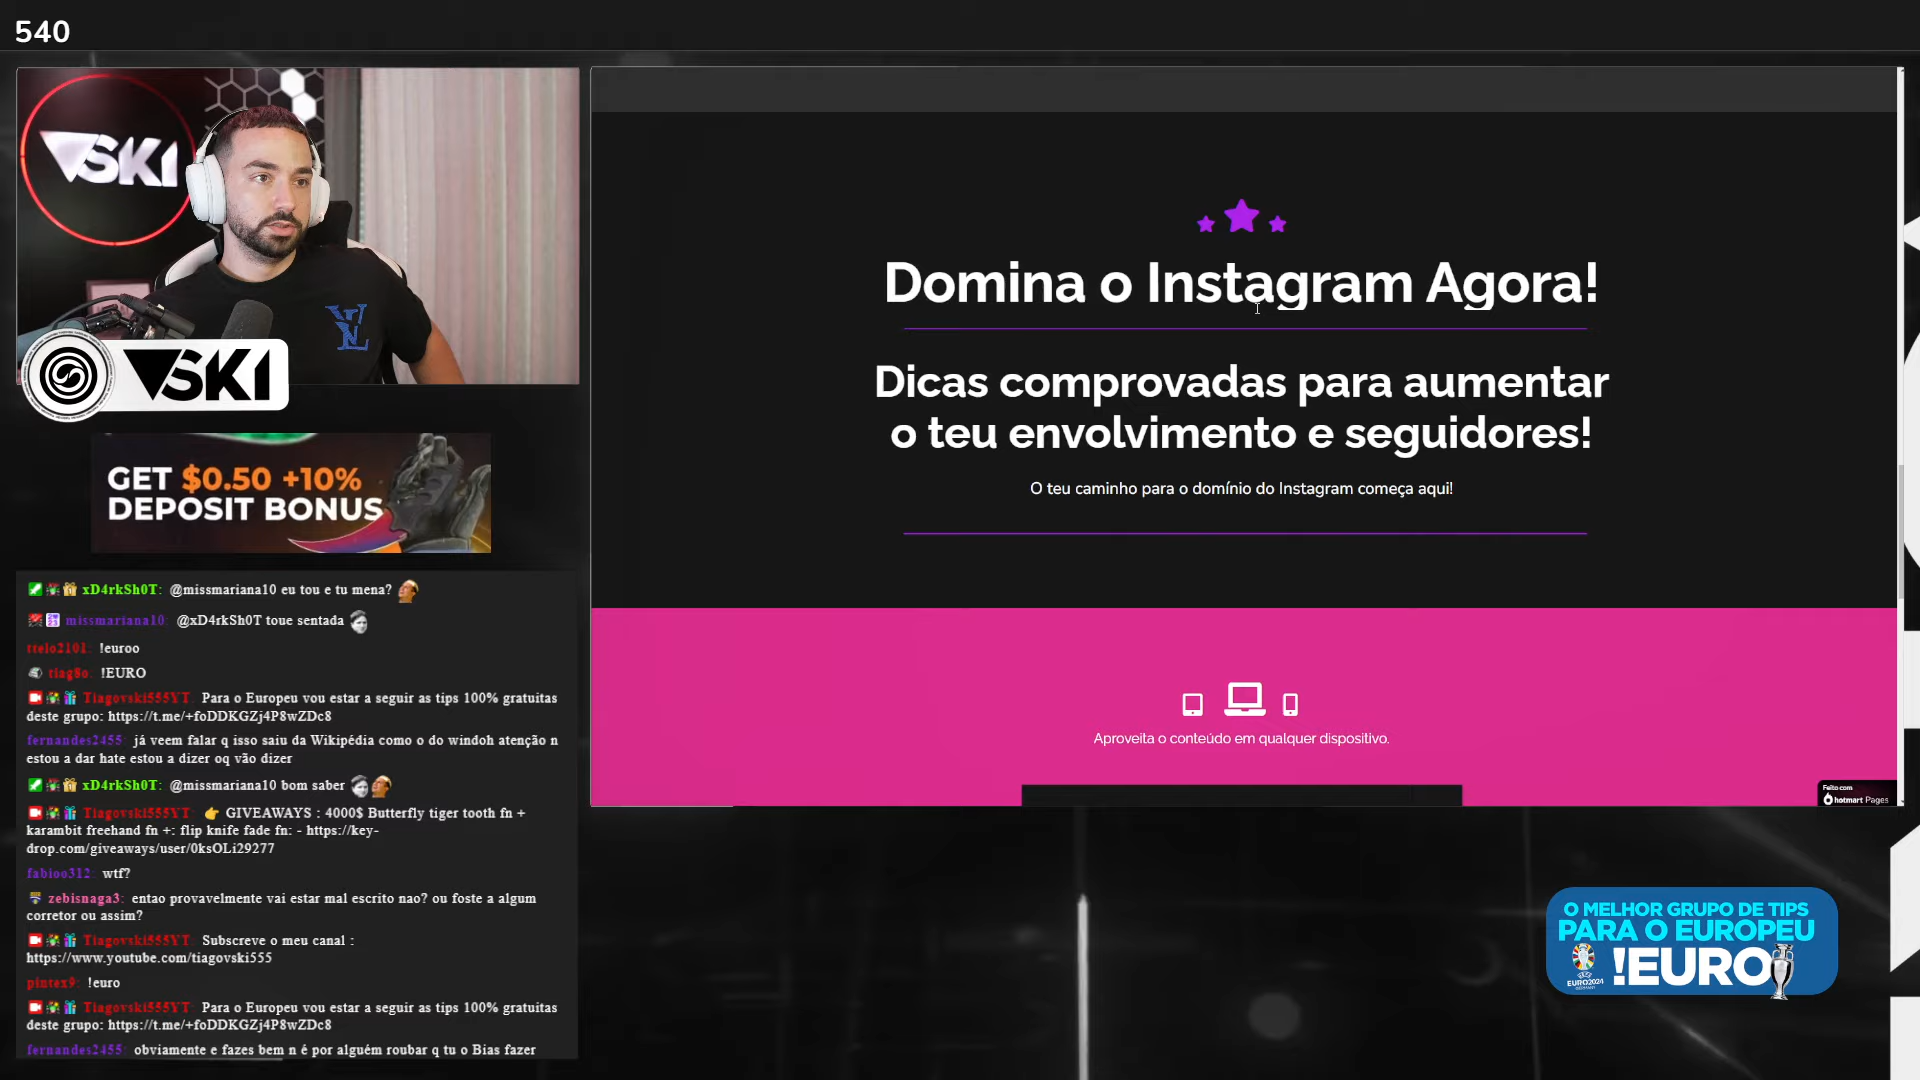 540
VSKI
VSKI
GET $0.50 +10%
DEPOSIT BONUS
xD4rkSh0T: @missmariana10 eu tou e tu mena?
missmariana10: @xD4rkSh0T toue sentada
ttelo2101: !euroo
tiag8o: !EURO
Tiagovski555YT: Para o Europeu vou estar a seguir as tips 100% gratuitas
deste grupo: https://t.me/+foDDKGZj4P8wZDc8
fernandes2455: já veem falar q isso saiu da Wikipédia como o do windoh atenção n
estou a dar hate estou a dizer oq vão dizer
xD4rkSh0T: @missmariana10 bom saber
Tiagovski555YT: 👉 GIVEAWAYS : 4000$ Butterfly tiger tooth fn +
karambit freehand fn +: flip knife fade fn: - https://key-
drop.com/giveaways/user/0ksOLi29277
fabioo312: wtf?
zebisnaga3: entao provavelmente vai estar mal escrito nao? ou foste a algum
corretor ou assim?
Tiagovski555YT: Subscreve o meu canal :
https://www.youtube.com/tiagovski555
pintex9: !euro
Tiagovski555YT: Para o Europeu vou estar a seguir as tips 100% gratuitas
deste grupo: https://t.me/+foDDKGZj4P8wZDc8
fernandes2455: obviamente e fazes bem n é por alguém roubar q tu o Bias fazer
Domina o Instagram Agora!
Dicas comprovadas para aumentar
o teu envolvimento e seguidores!
O teu caminho para o domínio do Instagram começa aqui!
Aproveita o conteúdo em qualquer dispositivo.
Feito com
hotmart Pages
O MELHOR GRUPO DE TIPS
PARA O EUROPEU
!EURO
EURO2024
GERMANY